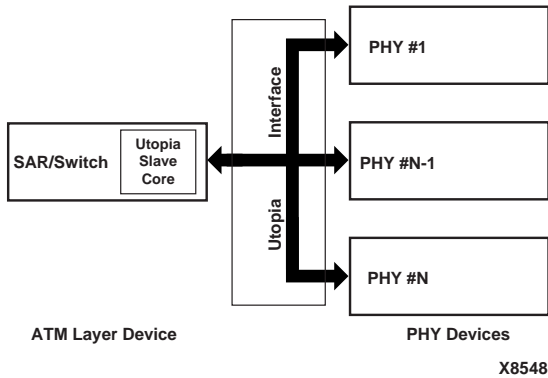 PHY #1
Interface
SAR/Switch
Utopia
Slave
Core
PHY #N-1
Utopia
PHY #N
ATM Layer Device
PHY Devices
X8548